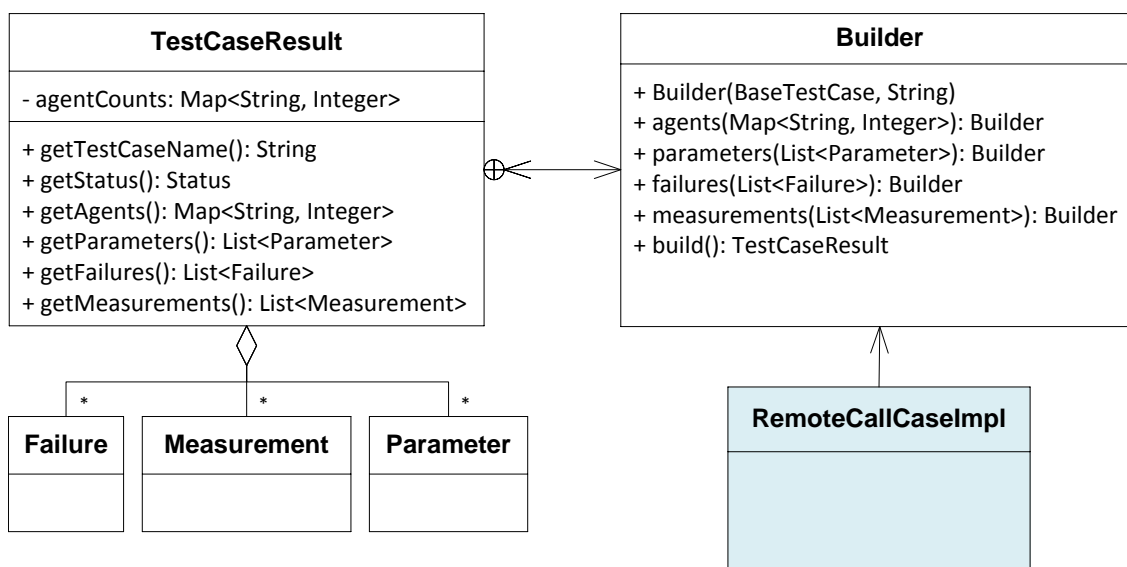 TestCaseResult
- agentCounts: Map<String, Integer>
+ getTestCaseName(): String
+ getStatus(): Status
+ getAgents(): Map<String, Integer>
+ getParameters(): List<Parameter>
+ getFailures(): List<Failure>
+ getMeasurements(): List<Measurement>
Builder
+ Builder(BaseTestCase, String)
+ agents(Map<String, Integer>): Builder
+ parameters(List<Parameter>): Builder
+ failures(List<Failure>): Builder
+ measurements(List<Measurement>): Builder
+ build(): TestCaseResult
* * *
Failure
Measurement
Parameter
RemoteCallCaseImpl